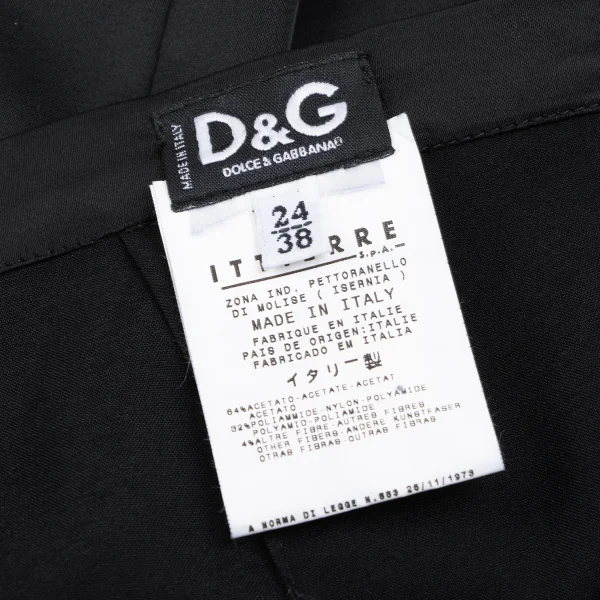 MADE IN ITALY
D&G
DOLCE & GABBANA®
24
38
S.p.A.
ZONA IND. PETTORANELLO
DI MOLISE ( ISERNIA )
MADE IN ITALY
FABRIQUE EN ITALIE
PAIS DE ORIGEN:ITALIE
FABRICADO EM ITALIA
イタリー製
64%ACETATO-ACETATE-ACETAT
ACETATO
32%POLIAMMIDE-NYLON-POLYAMIDE
POLYAMID-POLIAMIDE
4%ALTRE FIBRE-AUTRES FIBRES
OTHER FIBERS-ANDERE KUNSTFASER
OTRAS FIBRAS-OUTRAS FIBRAS
A NORMA DI LEGGE N.883 26/11/1973